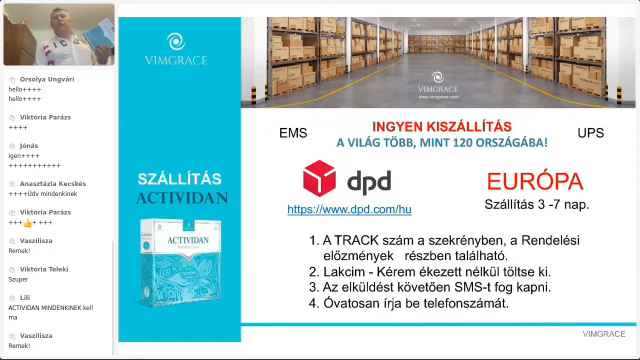 Orsolya Ungvári
hello++++
hello++++
Viktória Parázs
++++
Jónás
igen++++
+++++++++++
Anasztázia Kecskés
++++Üdv mindenkinek
Viktória Parázs
+++👍++++
Vaszilisza
Remek!
Viktória Teleki
Szuper
Lili
ACTIVIDAN MINDENKINEK kell
ma
Vaszilisza
Remek!
VIMGRACE
SZÁLLÍTÁS
ACTIVIDAN
ACTIVIDAN
VIMGRACE
EMS
INGYEN KISZÁLLÍTÁS
A VILÁG TÖBB, MINT 120 ORSZÁGÁBA!
UPS
dpd
https://www.dpd.com/hu
EURÓPA
Szállítás 3 -7 nap.
1. A TRACK szám a szekrényben, a Rendelési
előzmények részben található.
2. Lakcim - Kérem ékezett nélkül töltse ki.
3. Az elküldést követően SMS-t fog kapni.
4. Óvatosan írja be telefonszámát.
VIMGRACE